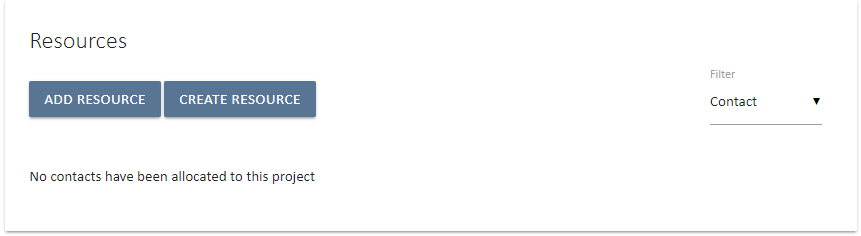 Resources
Filter
ADD RESOURCE CREATE RESOURCE
Contact
No contacts have been allocated to this project